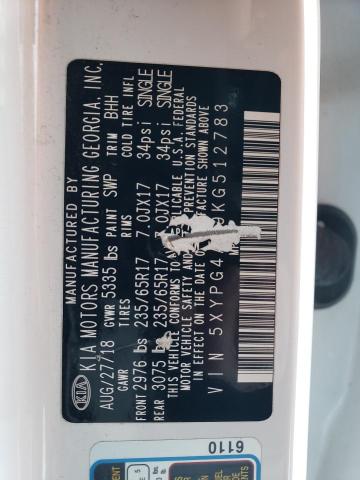 MANUFACTURED BY
KIA KIA MOTORS MANUFACTURING GEORGIA, INC.
AUG/27/18 GVWR 5335 lbs PAINT SWP TRIM BHH
GAWR TIRES RIMS COLD TIRE INFL
FRONT 2976 lbs 235/65R17 7.0JX17 34psi SINGLE
REAR 3075 lbs 235/65R17 7.0JX17 34psi SINGLE
THIS VEHICLE CONFORMS TO U.S.A. FEDERAL
MOTOR VEHICLE SAFETY AND PREVENTION STANDARDS
IN EFFECT ON THE DATE OF SHOWN ABOVE
VIN 5XYPG4 KG512783
6110